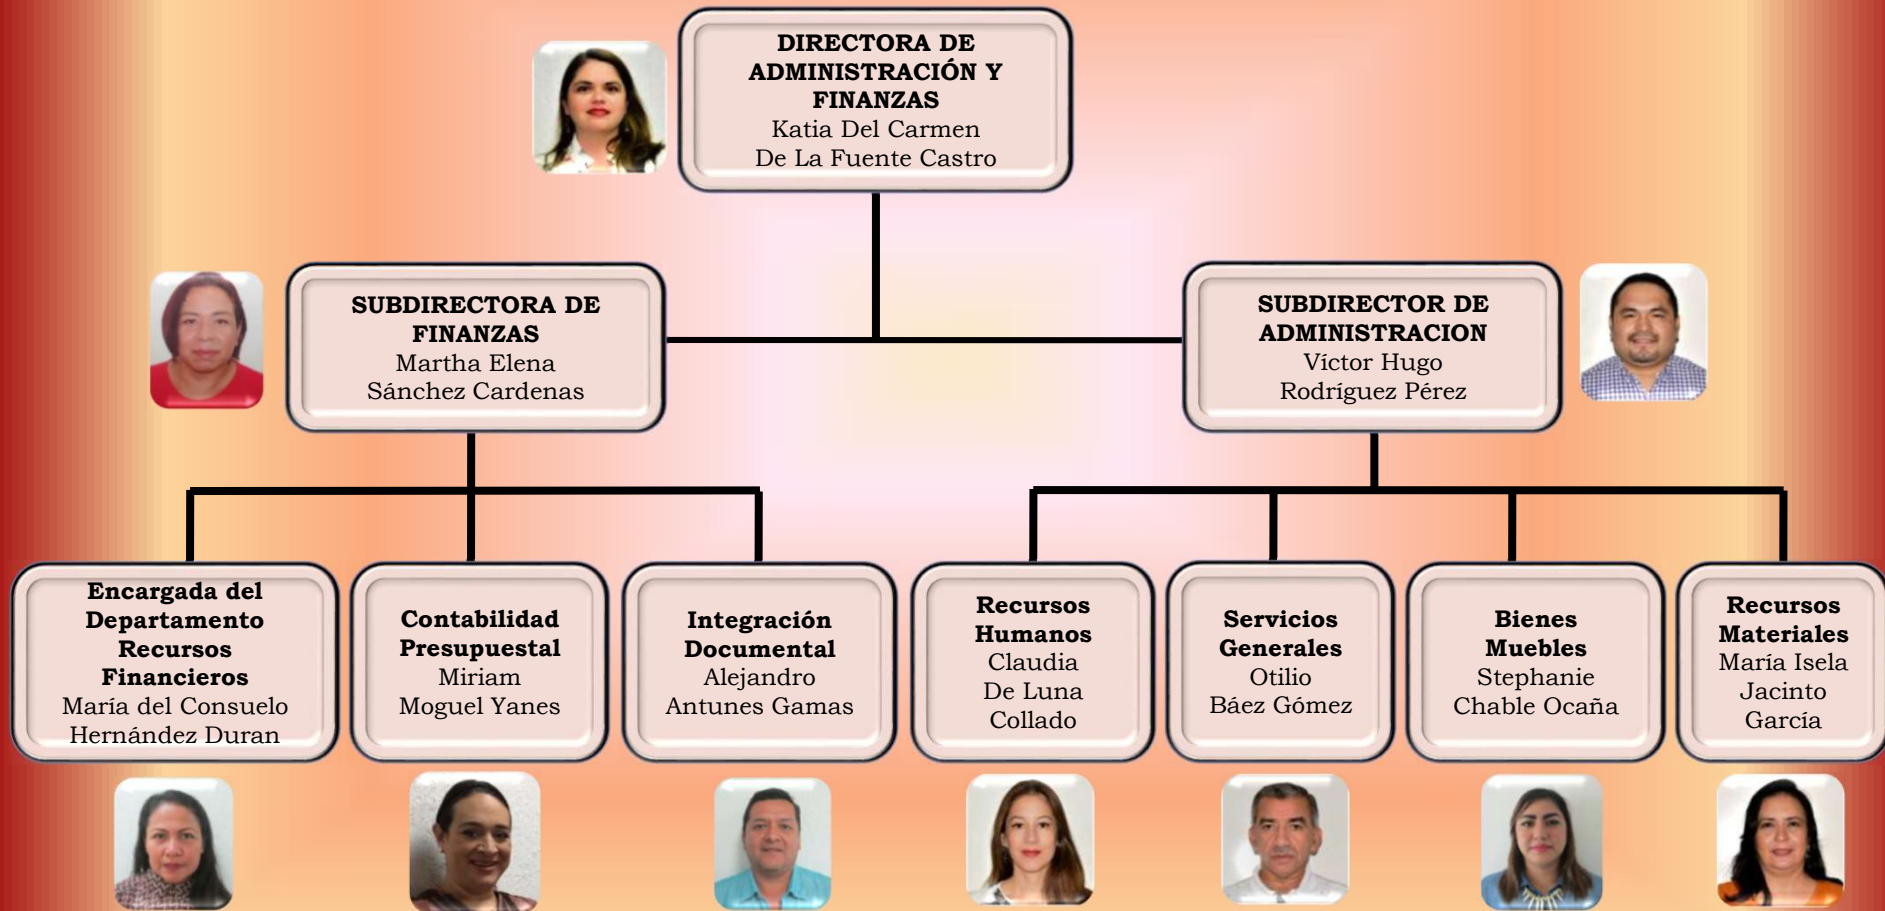 DIRECTORA DE
ADMINISTRACIÓN Y
FINANZAS
Katia Del Carmen
De La Fuente Castro
SUBDIRECTORA DE
FINANZAS
Martha Elena
Sánchez Cardenas
SUBDIRECTOR DE
ADMINISTRACION
Víctor Hugo
Rodríguez Pérez
Encargada del
Departamento
Recursos
Financieros
María del Consuelo
Hernández Duran
Contabilidad
Presupuestal
Miriam
Moguel Yanes
Integración
Documental
Alejandro
Antunes Gamas
Recursos
Humanos
Claudia
De Luna
Collado
Servicios
Generales
Otilio
Báez Gómez
Bienes
Muebles
Stephanie
Chable Ocaña
Recursos
Materiales
María Isela
Jacinto
García